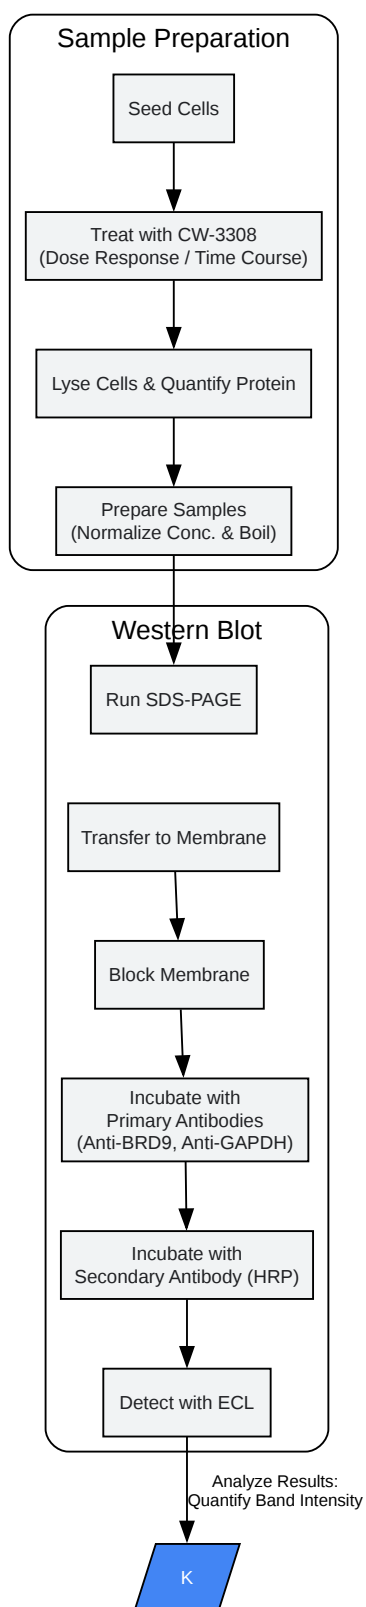 Sample Preparation
Seed Cells
Treat with CW-3308
(Dose Response / Time Course)
Lyse Cells & Quantify Protein
Prepare Samples
(Normalize Conc. & Boil)
Western Blot
Run SDS-PAGE
Transfer to Membrane
Block Membrane
Incubate with
Primary Antibodies
(Anti-BRD9, Anti-GAPDH)
Incubate with
Secondary Antibody (HRP)
Detect with ECL
Analyze Results:
Quantify Band Intensity
K